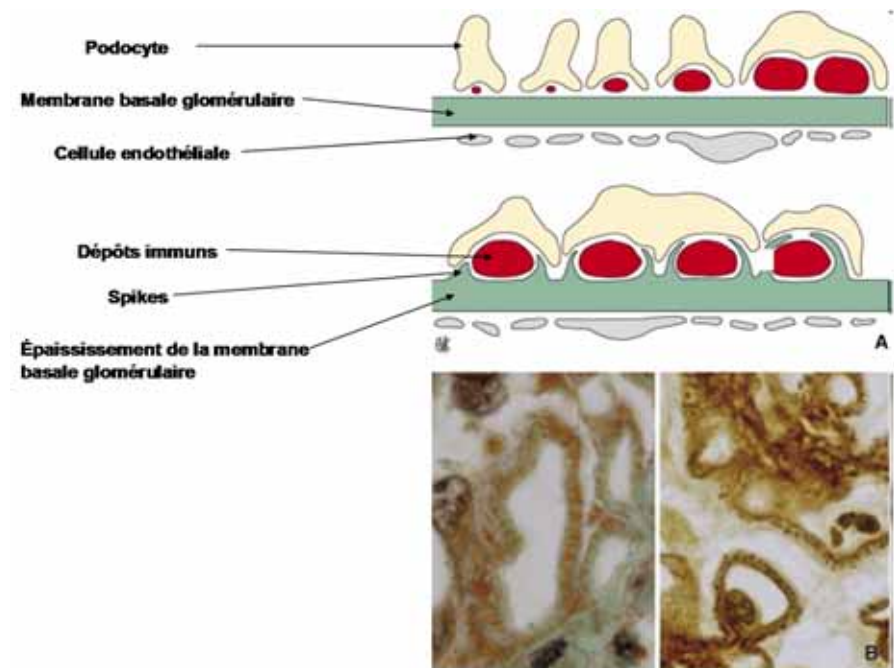 Podocyte
Membrane basale glomérulaire
Cellule endothéliale
Dépôts immuns
Spikes
Épaississement de la membrane
basale glomérulaire
A
B